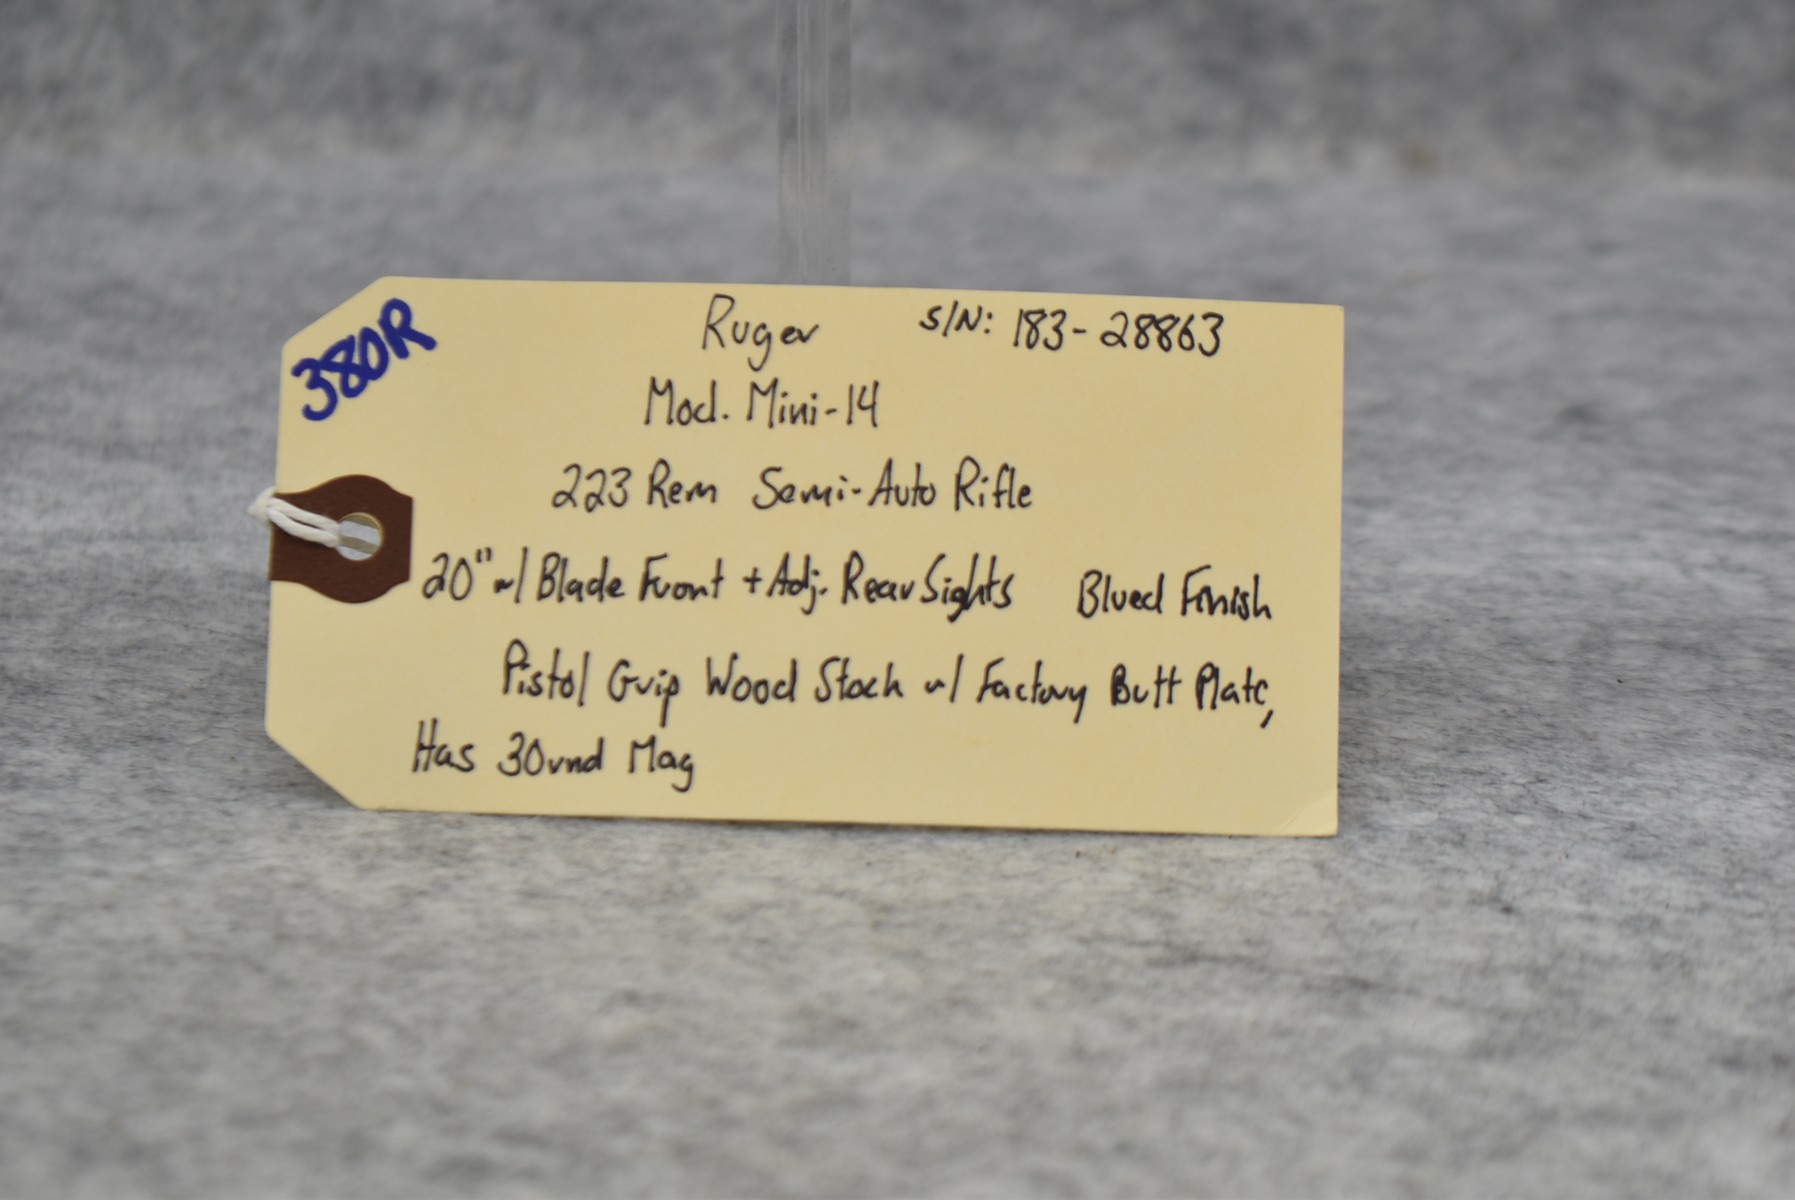 380R
Ruger S/N: 183-28863
Mod. Mini-14
223 Rem Semi-Auto Rifle
20" w/ Blade Front + Adj. Rear Sights Blued Finish
Pistol Grip Wood Stock w/ Factory Butt Plate,
Has 30rnd Mag